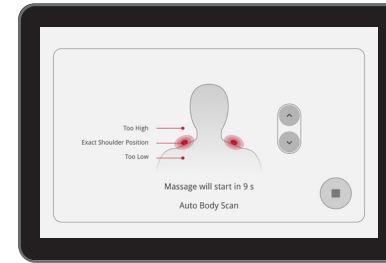 Too High
Exact Shoulder Position
Too Low
Massage will start in 9 s
Auto Body Scan